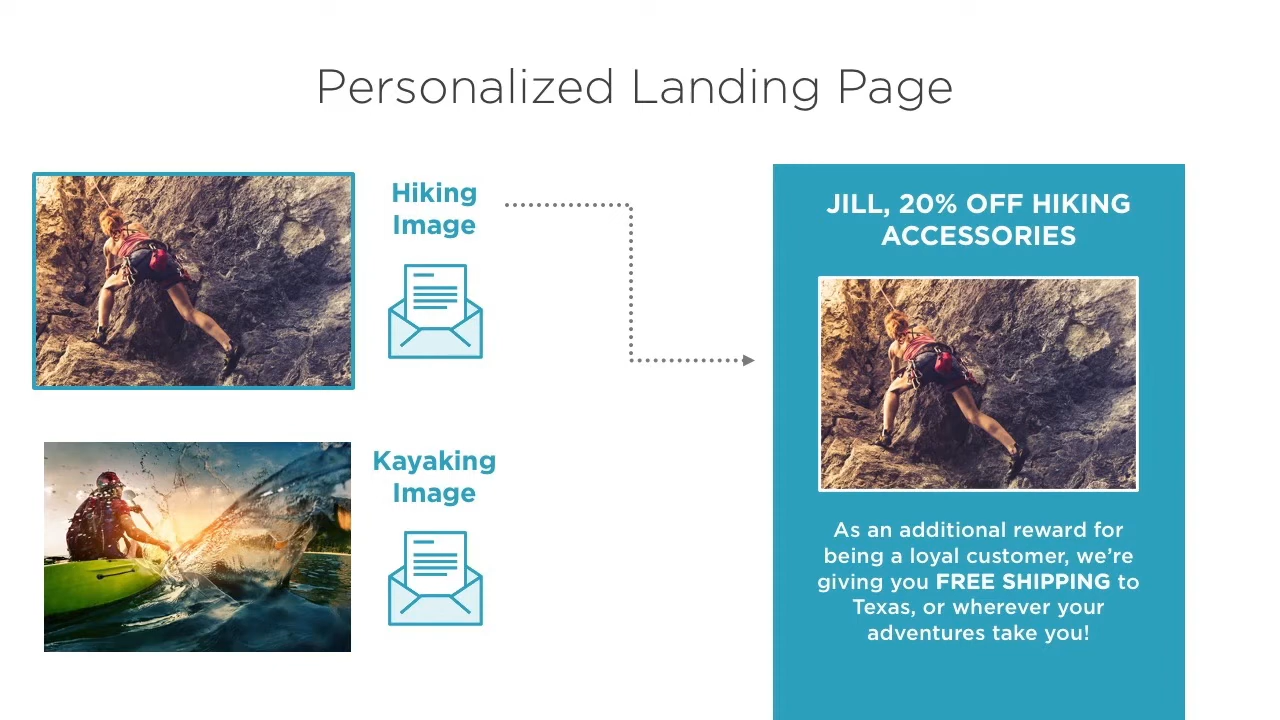 Personalized Landing Page
Hiking
Image
Kayaking
Image
JILL, 20% OFF HIKING
ACCESSORIES
As an additional reward for
being a loyal customer, we’re
giving you FREE SHIPPING to
Texas, or wherever your
adventures take you!